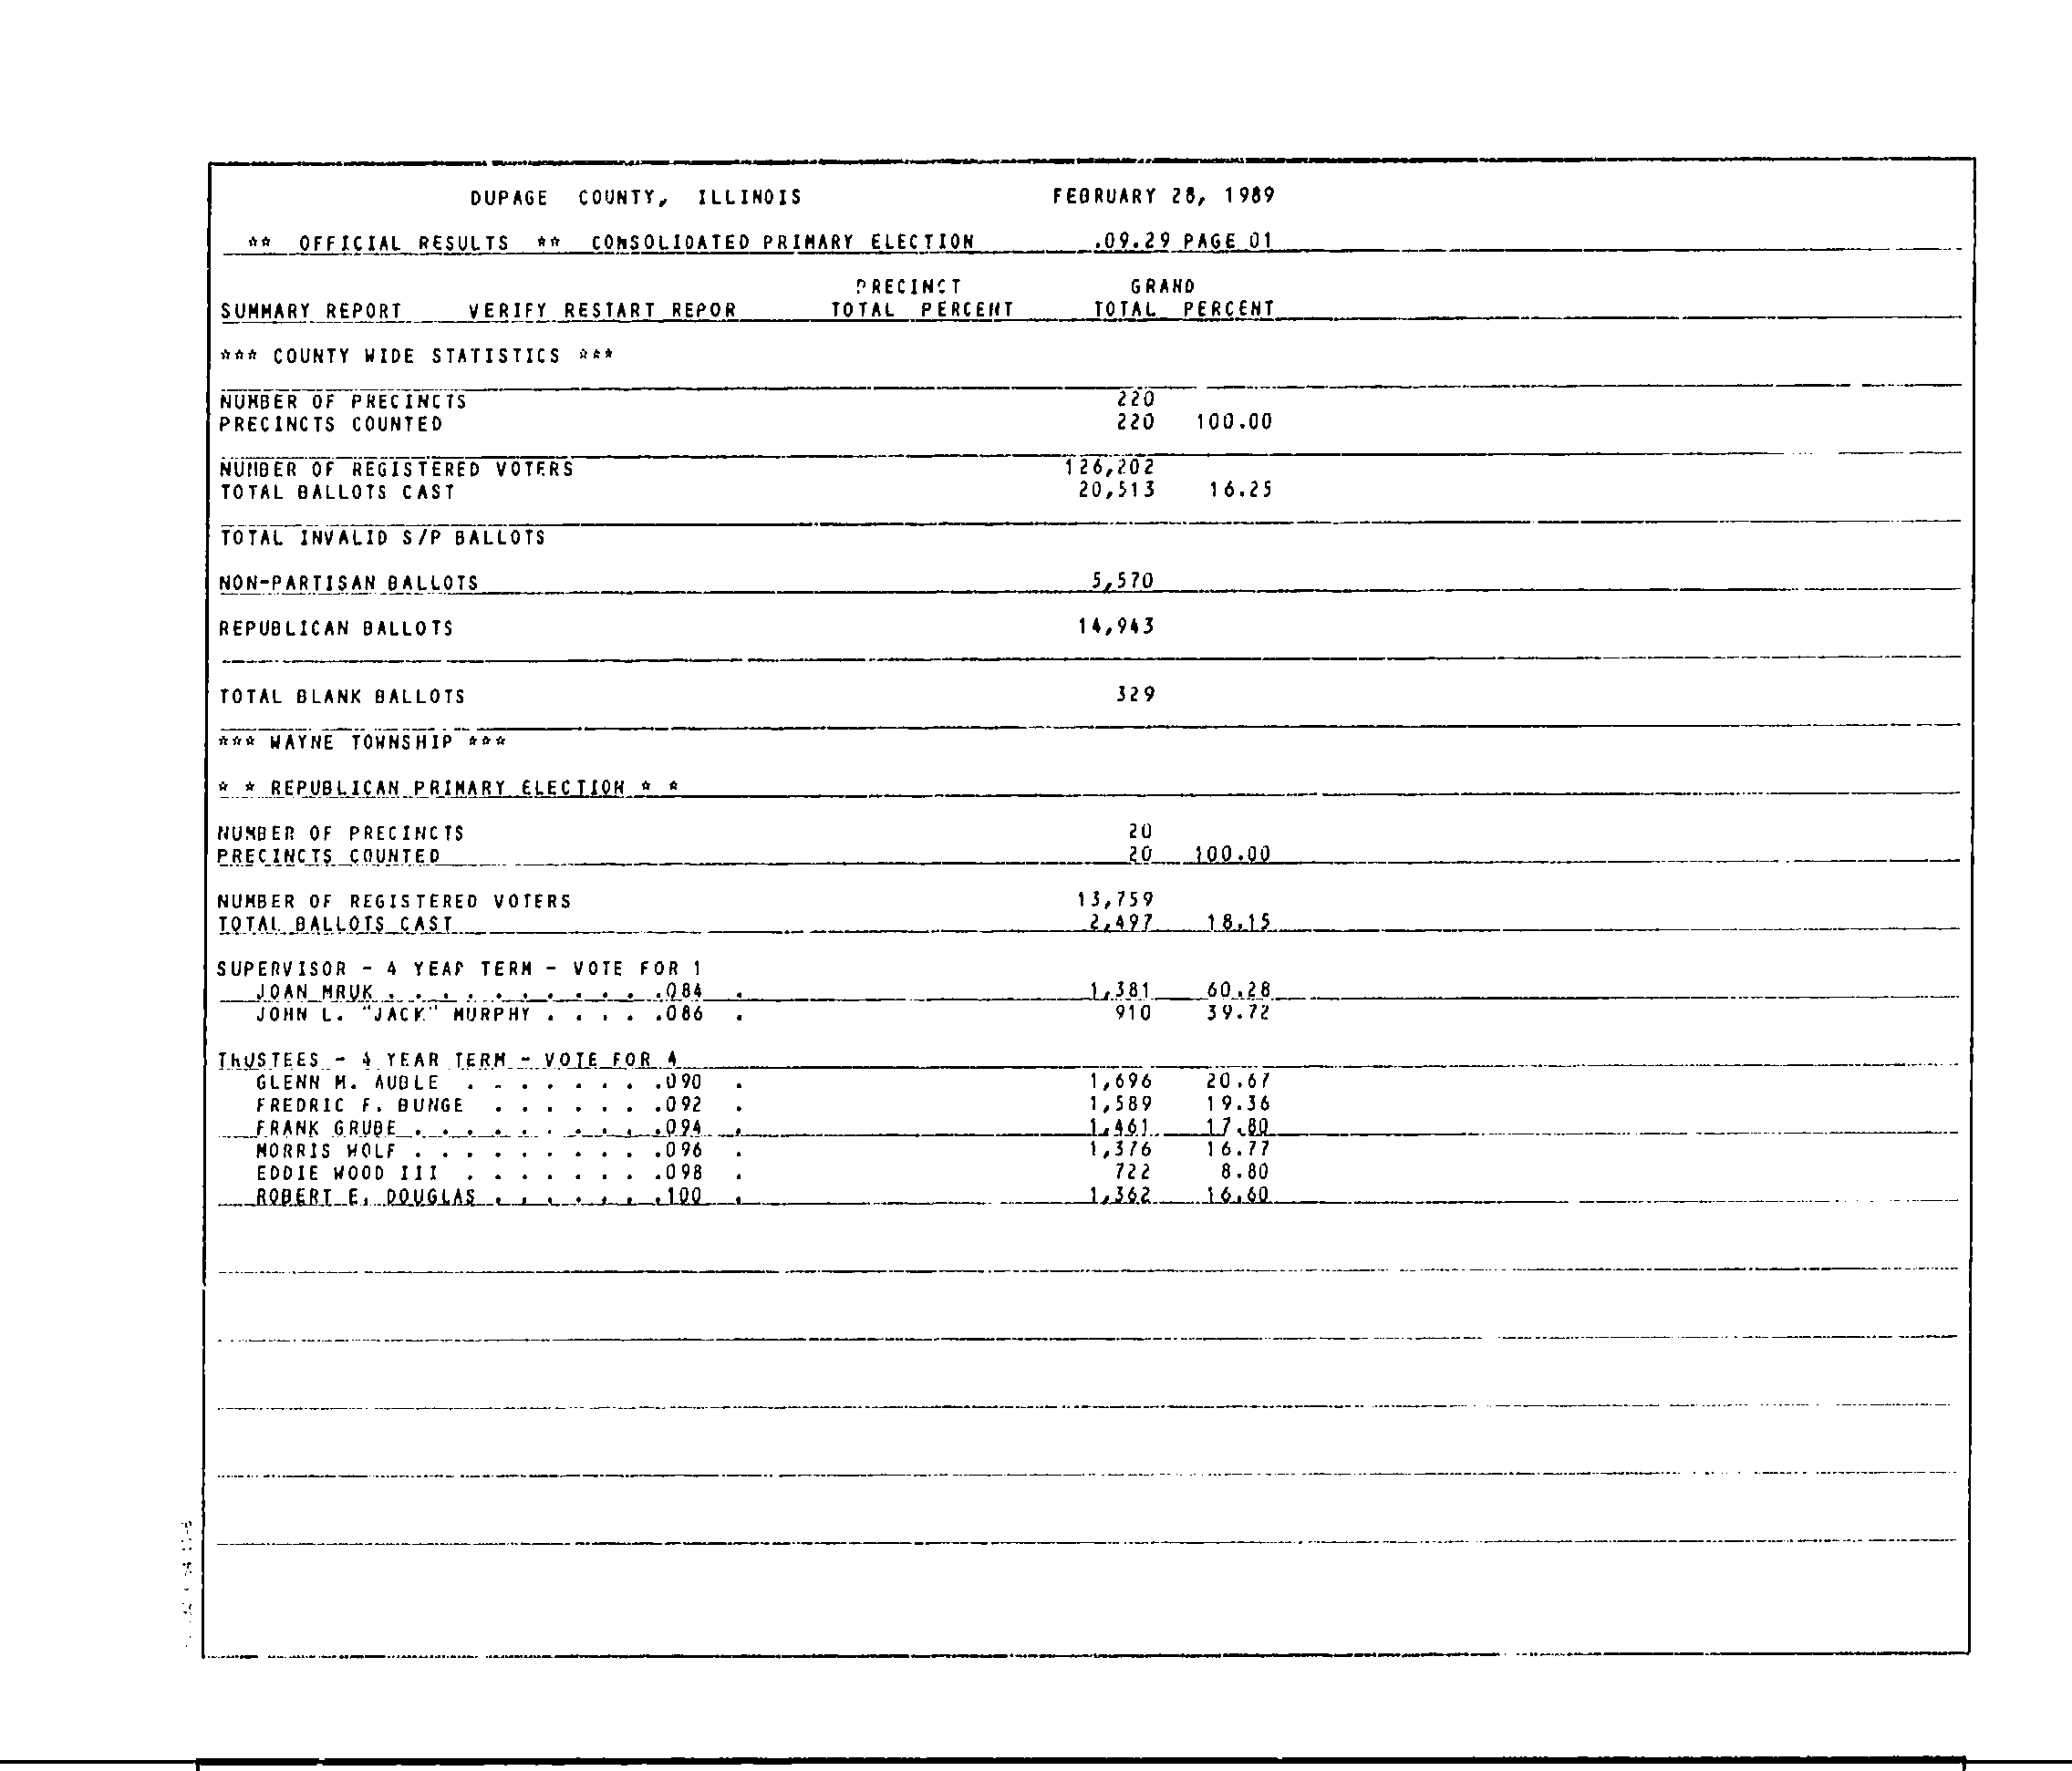 DUPAGE COUNTY, ILLINOIS FEBRUARY 28, 1989
** OFFICIAL RESULTS ** CONSOLIDATED PRIMARY ELECTION .09.29 PAGE 01
PRECINCT GRAND
SUMMARY REPORT VERIFY RESTART REPOR TOTAL PERCENT TOTAL PERCENT
*** COUNTY WIDE STATISTICS ***
NUMBER OF PRECINCTS 220
PRECINCTS COUNTED 220 100.00
NUMBER OF REGISTERED VOTERS 126,202
TOTAL BALLOTS CAST 20,513 16.25
TOTAL INVALID S/P BALLOTS
NON-PARTISAN BALLOTS 5,570
REPUBLICAN BALLOTS 14,943
TOTAL BLANK BALLOTS 329
*** WAYNE TOWNSHIP ***
* * REPUBLICAN PRIMARY ELECTION * *
NUMBER OF PRECINCTS 20
PRECINCTS COUNTED 20 100.00
NUMBER OF REGISTERED VOTERS 13,759
TOTAL BALLOTS CAST 2,497 18.15
SUPERVISOR - 4 YEAR TERM - VOTE FOR 1
JOAN MRUK . . . . . . . . . . .084 . 1,381 60.28
JOHN L. "JACK" MURPHY . . . . .086 . 910 39.72
TRUSTEES - 4 YEAR TERM - VOTE FOR 4
GLENN M. AUBLE . . . . . . . .090 . 1,696 20.67
FREDRIC F. BUNGE . . . . . . .092 . 1,589 19.36
FRANK GRUBE . . . . . . . . . .094 . 1,461 17.80
MORRIS WOLF . . . . . . . . . .096 . 1,376 16.77
EDDIE WOOD III . . . . . . . .098 . 722 8.80
ROBERT E. DOUGLAS . . . . . . .100 . 1,362 16.60